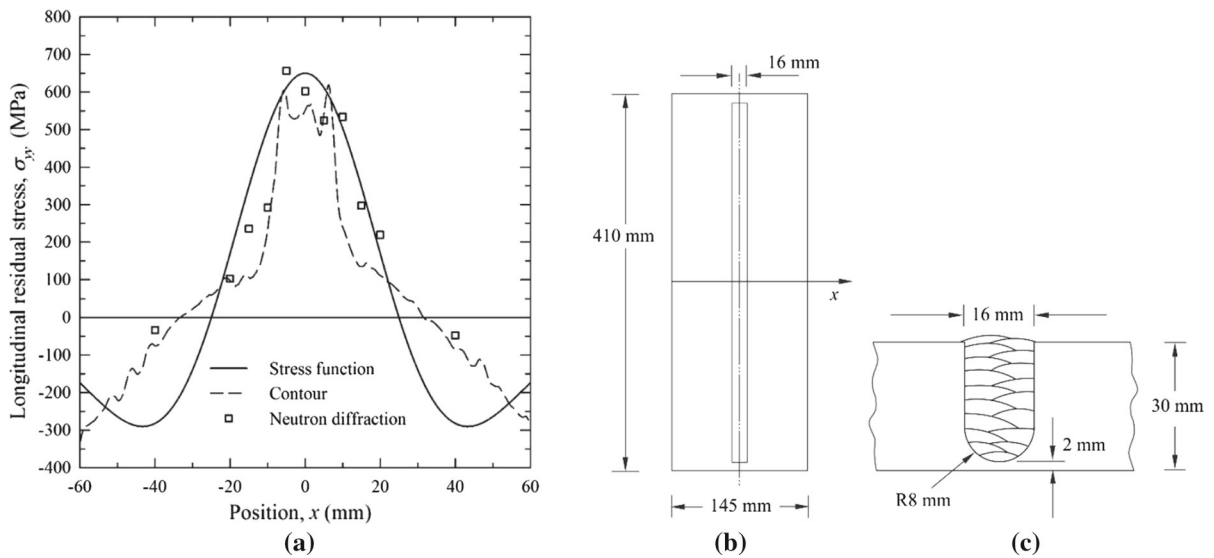 800
700
600
500
400
300
200
100
0
-100
-200
-300
-400
Longitudinal residual stress, σyy (MPa)
Stress function
Contour
Neutron diffraction
-60 -40 -20 0 20 40 60
Position, x (mm)
(a)
16 mm
410 mm
x
145 mm
(b)
16 mm
30 mm
2 mm
R8 mm
(c)